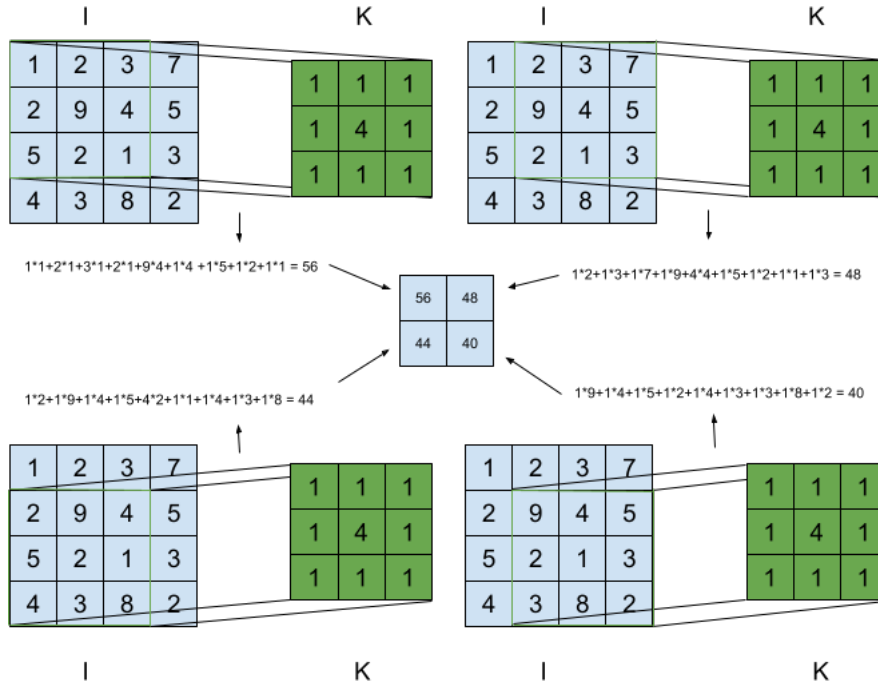 I K I K
1 2 3 7 1 2 3 7
1 1 1 1 1 1
2 9 4 5 2 9 4 5
1 4 1 1 4 1
5 2 1 3 5 2 1 3
1 1 1 1 1 1
4 3 8 2 4 3 8 2
1*1+2*1+3*1+2*1+9*4+1*4 +1*5+1*2+1*1 = 56
1*2+1*3+1*7+1*9+4*4+1*5+1*2+1*1+1*3 = 48
56 48
44 40
1*2+1*9+1*4+1*5+4*2+1*1+1*4+1*3+1*8 = 44
1*9+1*4+1*5+1*2+1*4+1*3+1*3+1*8+1*2 = 40
1 2 3 7 1 2 3 7
1 1 1 1 1 1
2 9 4 5 2 9 4 5
1 4 1 1 4 1
5 2 1 3 5 2 1 3
1 1 1 1 1 1
4 3 8 2 4 3 8 2
I K I K